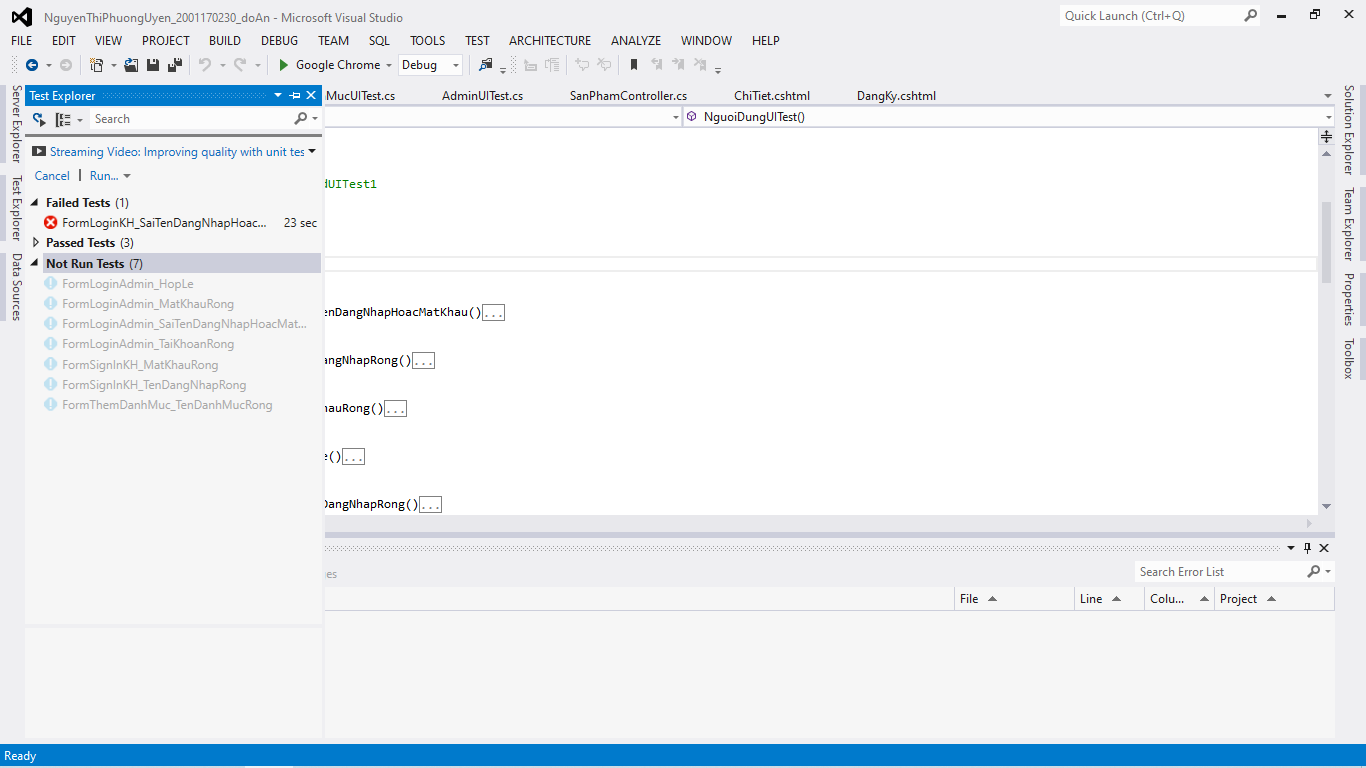 NguyenThiPhuongUyen_2001170230_doAn - Microsoft Visual Studio
Quick Launch (Ctrl+Q)
FILE EDIT VIEW PROJECT BUILD DEBUG TEAM SQL TOOLS TEST ARCHITECTURE ANALYZE WINDOW HELP
Google Chrome Debug
Server Explorer
Test Explorer
Data Sources
Test Explorer
Search
Streaming Video: Improving quality with unit tes
Cancel | Run...
Failed Tests (1)
FormLoginKH_SaiTenDangNhapHoac... 23 sec
Passed Tests (3)
Not Run Tests (7)
FormLoginAdmin_HopLe
FormLoginAdmin_MatKhauRong
FormLoginAdmin_SaiTenDangNhapHoacMat...
FormLoginAdmin_TaiKhoanRong
FormSignInKH_MatKhauRong
FormSignInKH_TenDangNhapRong
FormThemDanhMuc_TenDanhMucRong
MucUITest.cs AdminUITest.cs SanPhamController.cs ChiTiet.cshtml DangKy.cshtml
NguoiDungUITest()
dUITest1
enDangNhapHoacMatKhau()...
angNhapRong()...
hauRong()...
e()...
DangNhapRong()...
es
Search Error List
File Line Colu... Project
Solution Explorer
Team Explorer
Properties
Toolbox
Ready